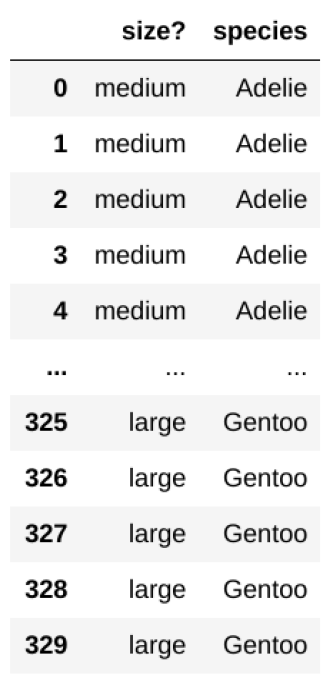 size? species
0 medium Adelie
1 medium Adelie
2 medium Adelie
3 medium Adelie
4 medium Adelie
... ... ...
325 large Gentoo
326 large Gentoo
327 large Gentoo
328 large Gentoo
329 large Gentoo